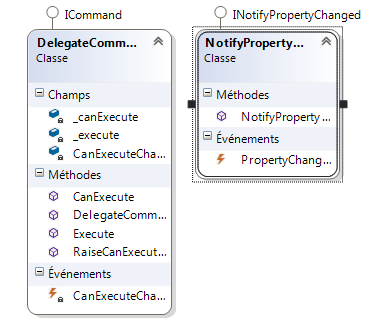 ICommand
DelegateComm...
Classe
Champs
_canExecute
_execute
CanExecuteCha...
Méthodes
CanExecute
DelegateComm...
Execute
RaiseCanExecut...
Événements
CanExecuteCha...
INotifyPropertyChanged
NotifyProperty...
Classe
Méthodes
NotifyProperty ...
Événements
PropertyChang...